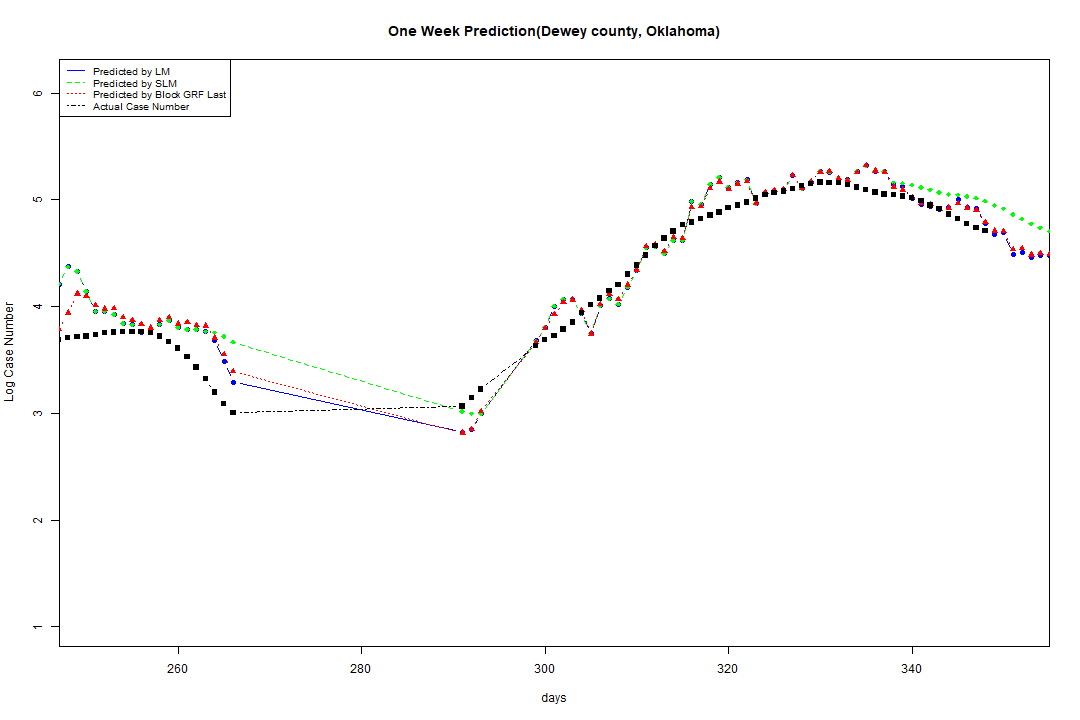 One Week Prediction(Dewey county, Oklahoma)
Predicted by LM
Predicted by SLM
Predicted by Block GRF Last
Actual Case Number
6
5
4
3
2
1
Log Case Number
260 280 300 320 340
days